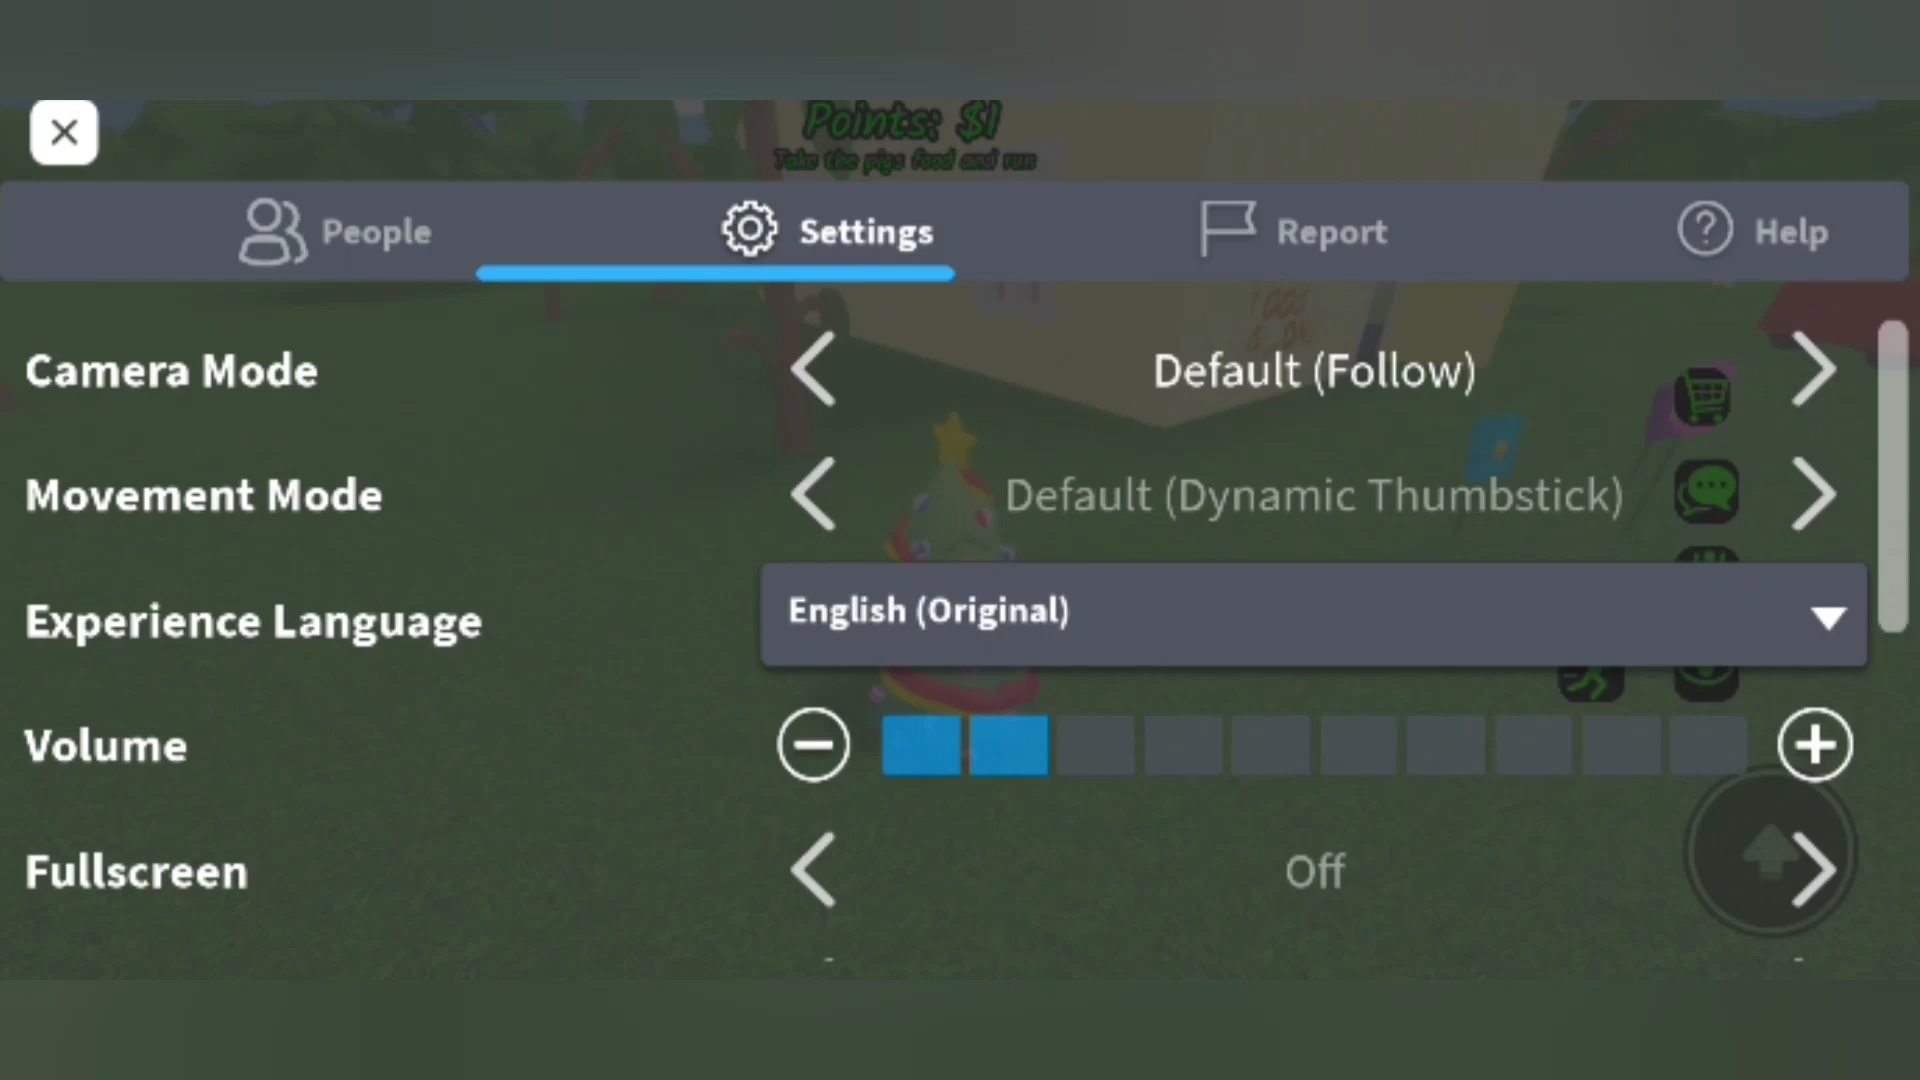 Points: $1
Take the pigs food and run
People
Settings
Report
Help
Camera Mode
Default (Follow)
Movement Mode
Default (Dynamic Thumbstick)
Experience Language
English (Original)
Volume
Fullscreen
Off